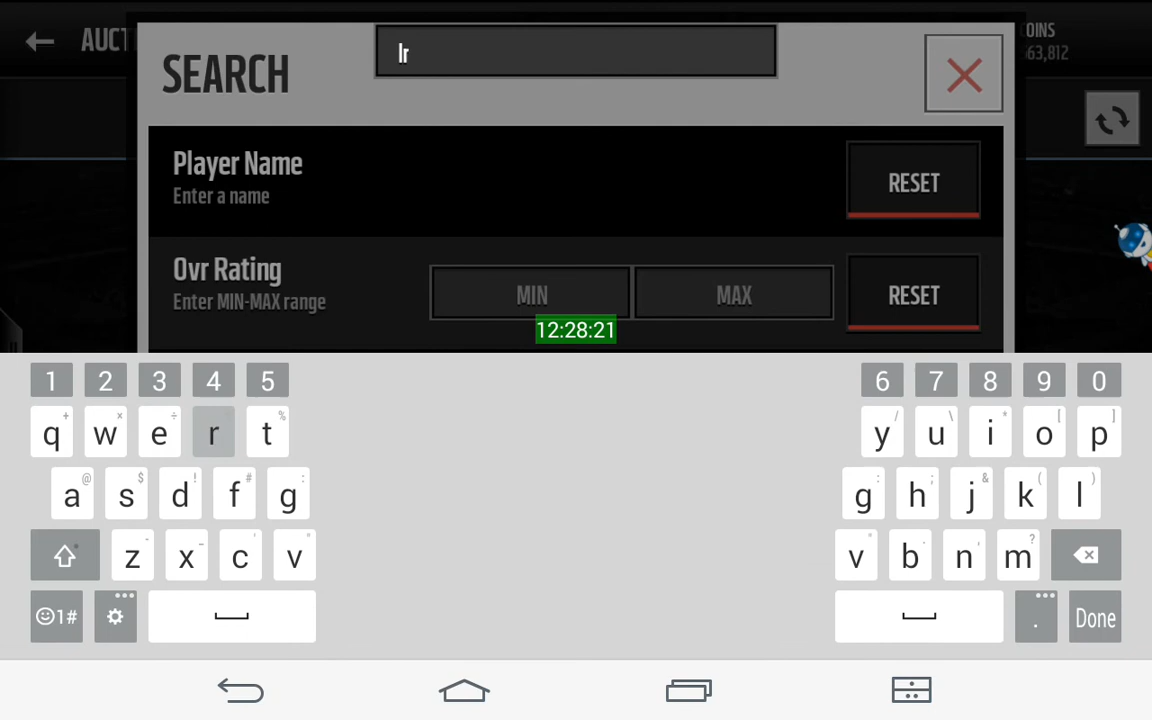 AUCT
SEARCH
Ir
OINS
63,812
Player Name
Enter a name
RESET
Ovr Rating
Enter MIN-MAX range
MIN
MAX
RESET
12:28:21
1 2 3 4 5 6 7 8 9 0
q + w × e ÷ r t % y / u \ i * o [ p ]
a @ s $ d ! f # g : g : h ; j & k ( l )
z - x _ c ' v " v " b . n , m ?
☺1# . Done